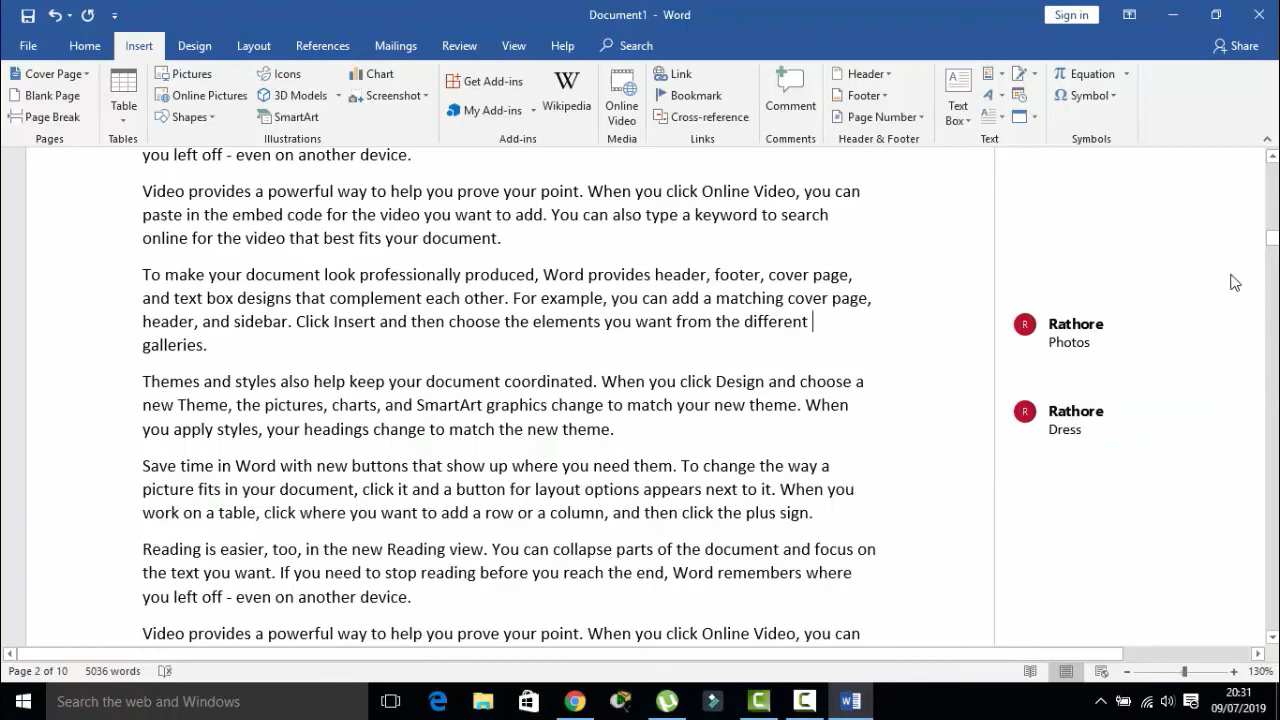 Document1 - Word
Sign in
File Home Insert Design Layout References Mailings Review View Help Search Share
Cover Page
Blank Page
Page Break
Pages
Table
Tables
Pictures
Online Pictures
Shapes
Icons
3D Models
SmartArt
Chart
Screenshot
Illustrations
Get Add-ins
My Add-ins
W
Wikipedia
Add-ins
Online
Video
Media
Link
Bookmark
Cross-reference
Links
Comment
Comments
Header
Footer
Page Number
Header & Footer
Text
Box
Text
π Equation
Ω Symbol
Symbols
you left off - even on another device.
Video provides a powerful way to help you prove your point. When you click Online Video, you can
paste in the embed code for the video you want to add. You can also type a keyword to search
online for the video that best fits your document.
To make your document look professionally produced, Word provides header, footer, cover page,
and text box designs that complement each other. For example, you can add a matching cover page,
header, and sidebar. Click Insert and then choose the elements you want from the different
galleries.
Themes and styles also help keep your document coordinated. When you click Design and choose a
new Theme, the pictures, charts, and SmartArt graphics change to match your new theme. When
you apply styles, your headings change to match the new theme.
Save time in Word with new buttons that show up where you need them. To change the way a
picture fits in your document, click it and a button for layout options appears next to it. When you
work on a table, click where you want to add a row or a column, and then click the plus sign.
Reading is easier, too, in the new Reading view. You can collapse parts of the document and focus on
the text you want. If you need to stop reading before you reach the end, Word remembers where
you left off - even on another device.
Video provides a powerful way to help you prove your point. When you click Online Video, you can
R Rathore
Photos
R Rathore
Dress
Page 2 of 10 5036 words
130%
Search the web and Windows
20:31
09/07/2019